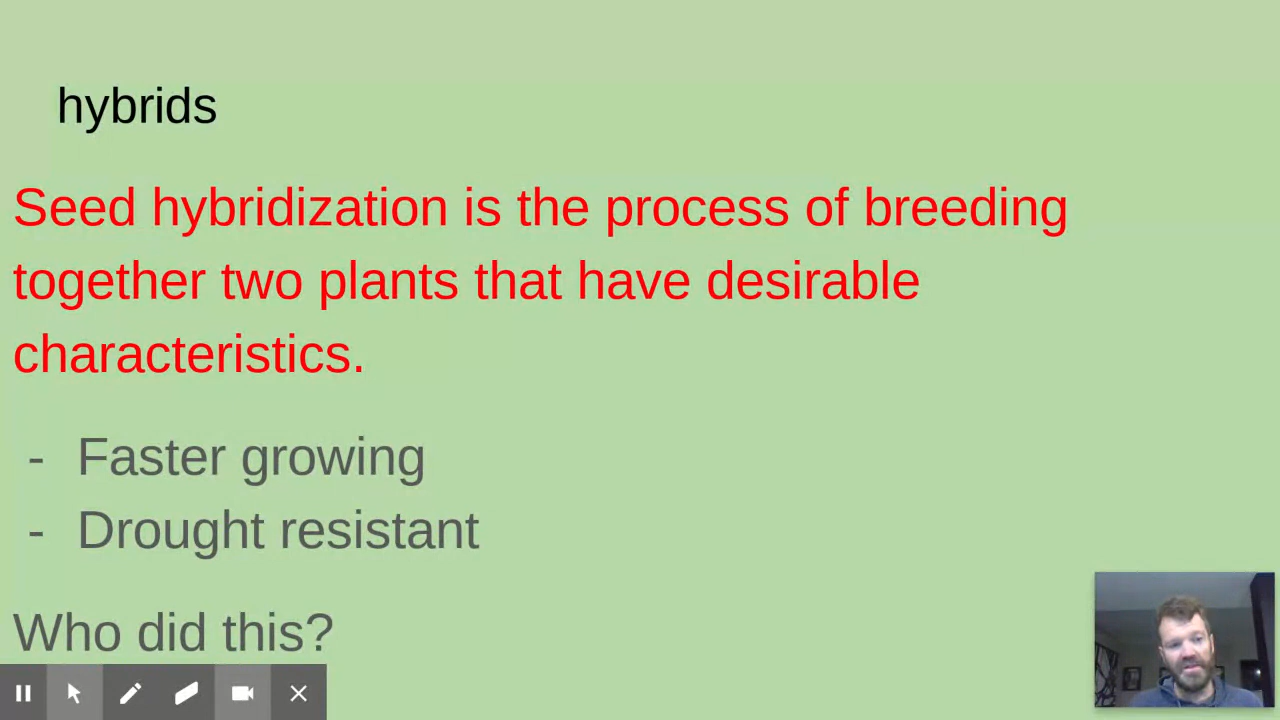 hybrids
Seed hybridization is the process of breeding
together two plants that have desirable
characteristics.
- Faster growing
- Drought resistant
Who did this?